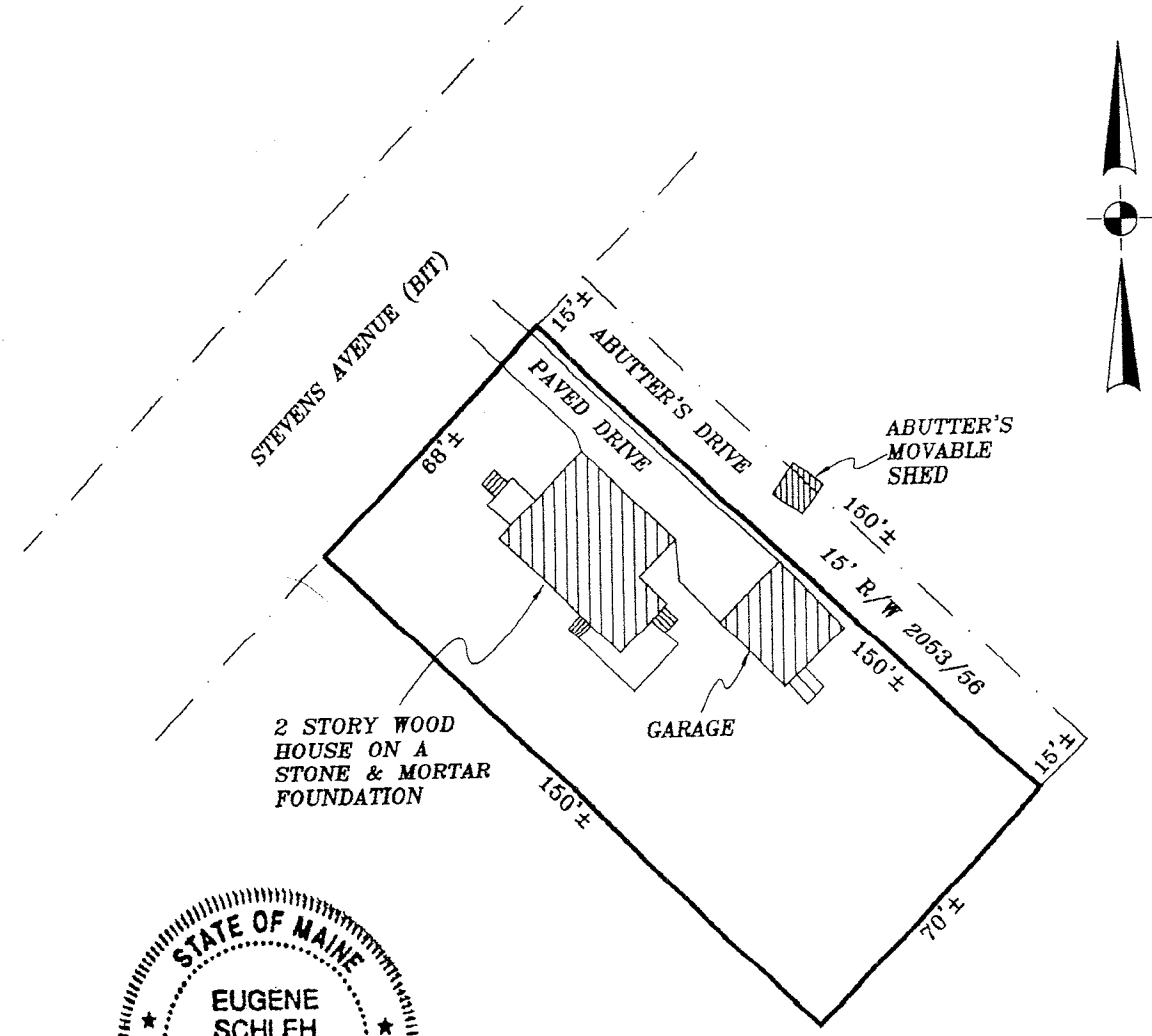 STEVENS AVENUE (BIT)
15'±
ABUTTER'S DRIVE
PAVED DRIVE
68'±
ABUTTER'S
MOVABLE
SHED
150'±
15' R/W 2053/56
150'±
GARAGE
15'±
2 STORY WOOD
HOUSE ON A
STONE & MORTAR
FOUNDATION
150'±
70'±
STATE OF MAINE
EUGENE
SCHLEH